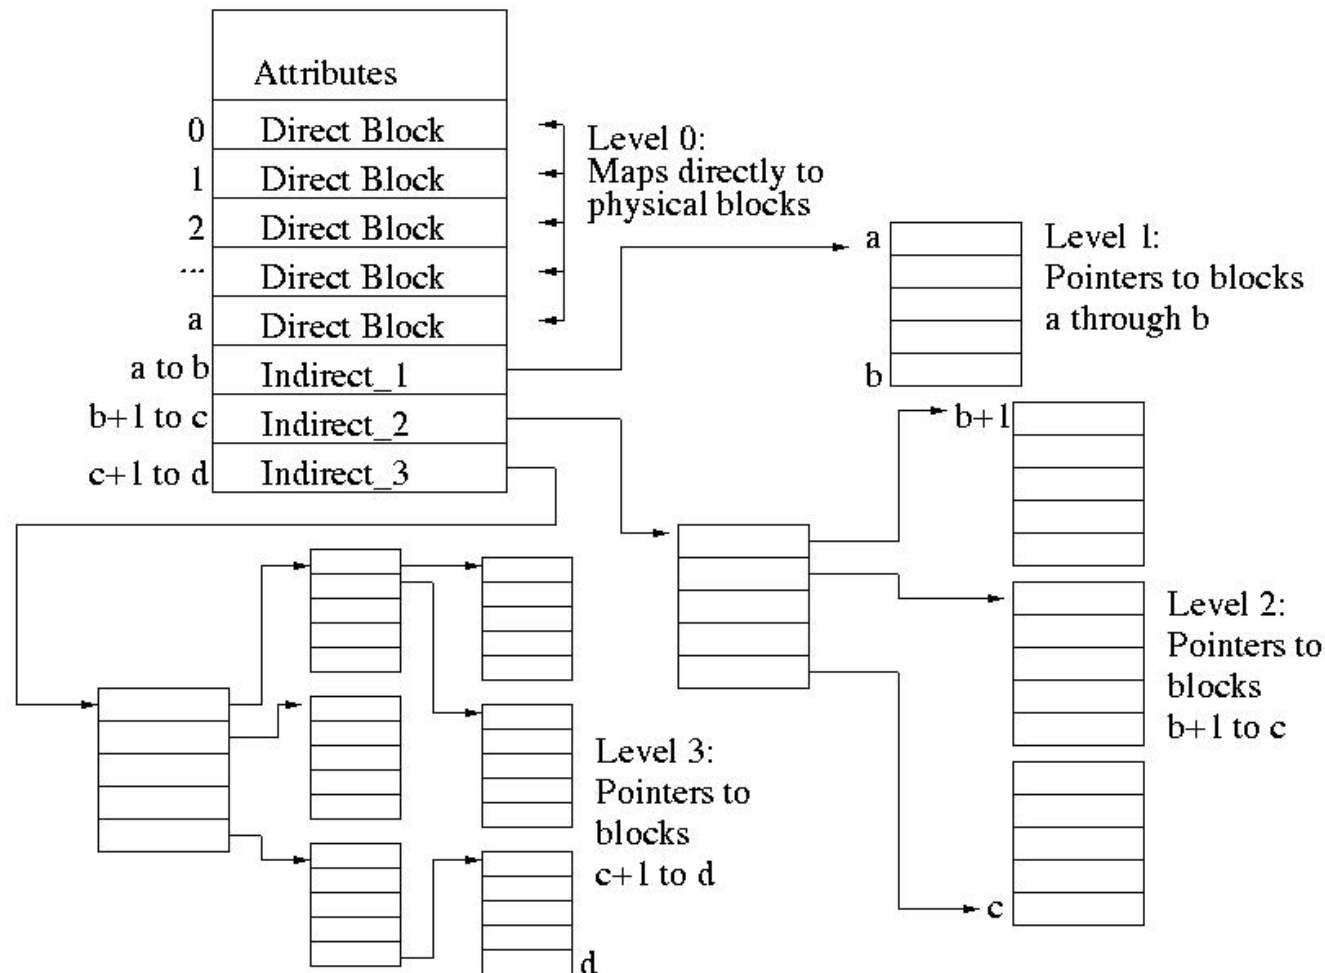 Attributes
0 Direct Block
1 Direct Block
2 Direct Block
... Direct Block
a Direct Block
a to b Indirect_1
b+1 to c Indirect_2
c+1 to d Indirect_3
Level 0:
Maps directly to
physical blocks
a
b
Level 1:
Pointers to blocks
a through b
b+1
c
Level 2:
Pointers to
blocks
b+1 to c
Level 3:
Pointers to
blocks
c+1 to d
d